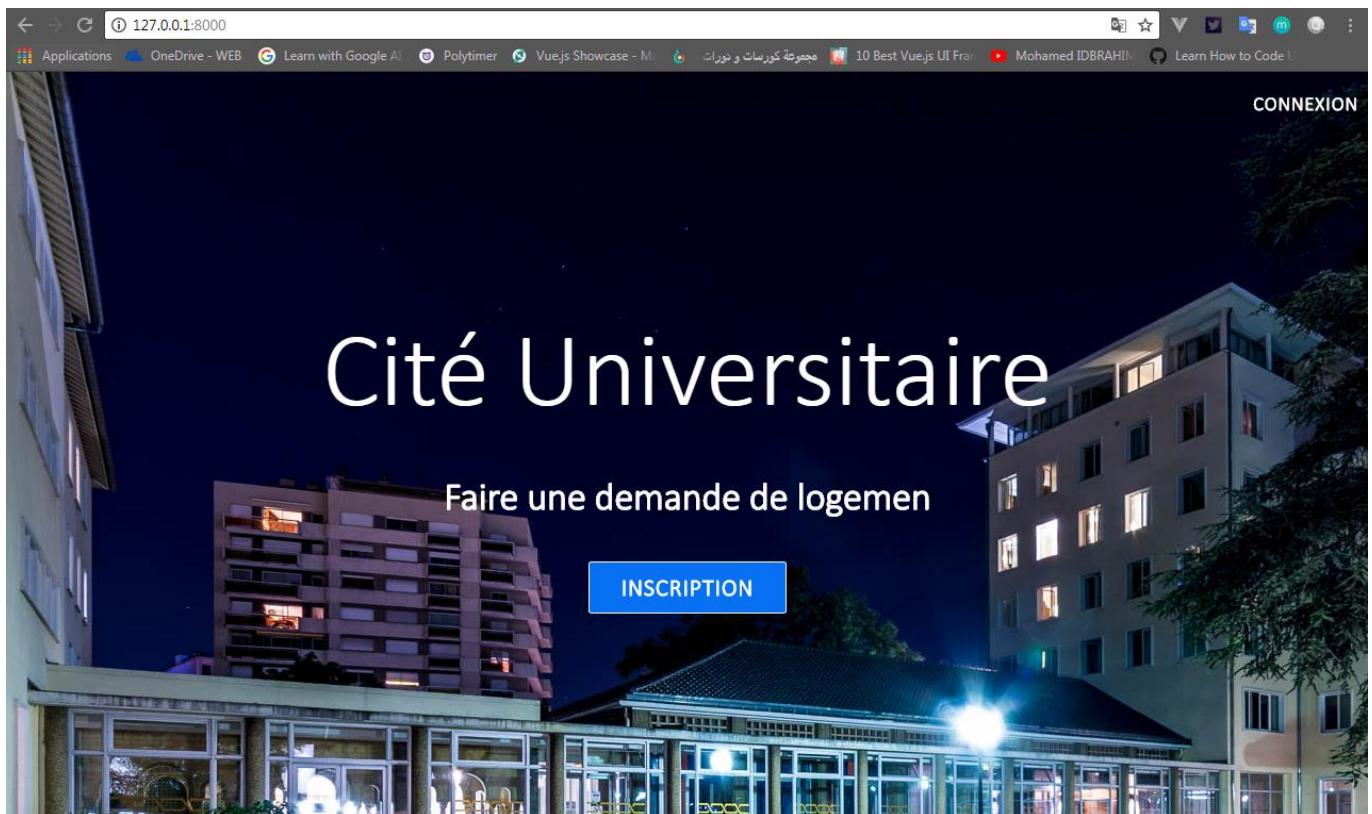 127.0.0.1:8000
Applications OneDrive - WEB Learn with Google AI Polytimer Vue.js Showcase - M مجموعة كورسات و دورات 10 Best Vue.js UI Fran Mohamed IDBRAHIM Learn How to Code U
CONNEXION
Cité Universitaire
Faire une demande de logemen
INSCRIPTION